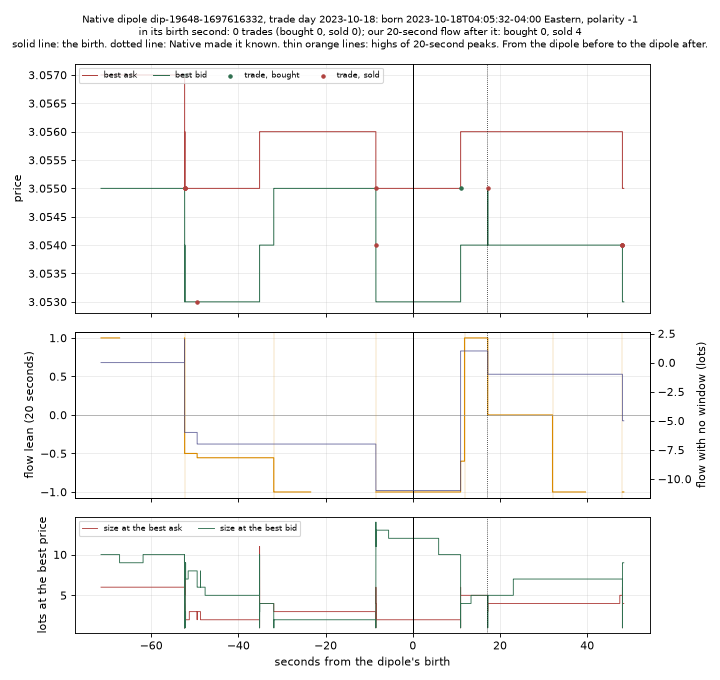 Native dipole dip-19648-1697616332, trade day 2023-10-18: born 2023-10-18T04:05:32-04:00 Eastern, polarity -1
in its birth second: 0 trades (bought 0, sold 0); our 20-second flow after it: bought 0, sold 4
solid line: the birth. dotted line: Native made it known. thin orange lines: highs of 20-second peaks. From the dipole before to the dipole after.
best ask best bid trade, bought trade, sold
3.0570
3.0565
3.0560
3.0555
3.0550
3.0545
3.0540
3.0535
3.0530
price
1.0
0.5
0.0
−0.5
−1.0
flow lean (20 seconds)
2.5
0.0
−2.5
−5.0
−7.5
−10.0
flow with no window (lots)
size at the best ask size at the best bid
10
5
lots at the best price
−60 −40 −20 0 20 40
seconds from the dipole's birth